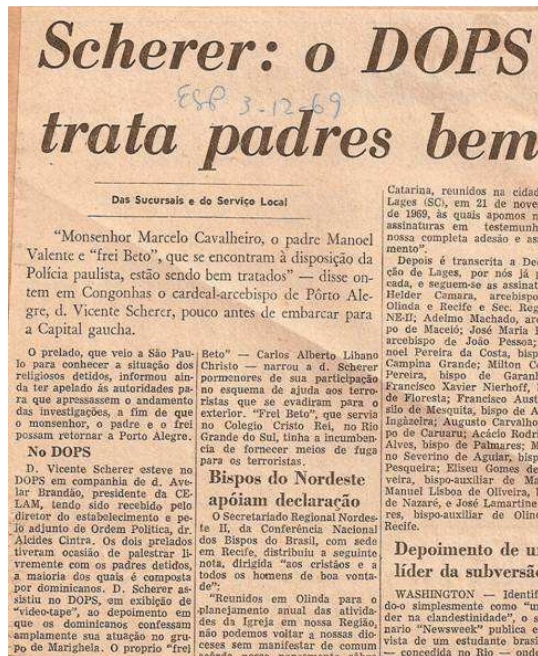 Scherer: o DOPS
ESP 3-12-69
trata padres bem
Das Sucursais e do Serviço Local
"Monsenhor Marcelo Cavalheiro, o padre Manoel
Valente e "frei Beto", que se encontram à disposição da
Polícia paulista, estão sendo bem tratados" — disse on-
tem em Congonhas o cardeal-arcebispo de Pôrto Ale-
gre, d. Vicente Scherer, pouco antes de embarcar para
a Capital gaucha.
O prelado, que veio a São Pau-
lo para conhecer a situação dos
religiosos detidos, informou ain-
da ter apelado às autoridades pa-
ra que apressassem o andamento
das investigações, a fim de que
o monsenhor, o padre e o frei
possam retornar a Porto Alegre.
No DOPS
D. Vicente Scherer esteve no
DOPS em companhia de d. Ave-
lar Brandão, presidente da CE-
LAM, tendo sido recebido pelo
diretor do estabelecimento e pe-
lo adjunto de Ordem Política, dr.
Alcides Cintra. Os dois prelados
tiveram ocasião de palestrar li-
vremente com os padres detidos,
a maioria dos quais é composta
por dominicanos. D. Scherer as-
sistiu no DOPS, em exibição de
"video-tape", ao depoimento em
que os dominicanos confessam
amplamente sua atuação no gru-
po de Marighela. O proprio "frei
Beto" — Carlos Alberto Libano
Christo — narrou a d. Scherer
pormenores de sua participação
no esquema de ajuda aos terro-
ristas que se evadiram para o
exterior. "Frei Beto", que servia
no Colegio Cristo Rei, no Rio
Grande do Sul, tinha a incumben-
cia de fornecer meios de fuga
para os terroristas.
Bispos do Nordeste
apóiam declaração
O Secretariado Regional Nordes-
te II, da Conferência Nacional
dos Bispos do Brasil, com sede
em Recife, distribuiu a seguinte
nota, dirigida "aos cristãos e a
todos os homens de boa vonta-
de":
"Reunidos em Olinda para o
planejamento anual das ativida-
des da Igreja em nossa Região,
não podemos voltar a nossas dio-
ceses sem manifestar de comum
Catarina, reunidos na cidad
Lages (SC), em 21 de nove
de 1969, às quais apomos n
assinaturas em testemunh
nossa completa adesão e as
mento".
Depois é transcrita a De
ção de Lages, por nós já p
cada, e seguem-se as assinat
Helder Camara, arcebispo
Olinda e Recife e Sec. Reg
NE-II; Adelmo Machado, ar
po de Maceió; José Maria
arcebispo de João Pessoa;
noel Pereira da Costa, bisp
Campina Grande; Milton C
Pereira, bispo de Garanh
Francisco Xavier Nierhoff,
de Floresta; Francisco Aust
silo de Mesquita, bispo de A
Ingàzeira; Augusto Carvalho
po de Caruaru; Acácio Rodri
Alves, bispo de Palmares; M
no Severino de Aguiar, bisp
Pesqueira; Eliseu Gomes de
veira, bispo-auxiliar de Ma
Manuel Lisboa de Oliveira, b
de Nazaré, e José Lamartine
res, bispo-auxiliar de Olin
Recife.
Depoimento de u
líder da subversã
WASHINGTON — Identif
do-o simplesmente como "u
der na clandestinidade", o s
nario "Newsweek" publica e
vista de um estudante brasi
— concedida no Rio — onde